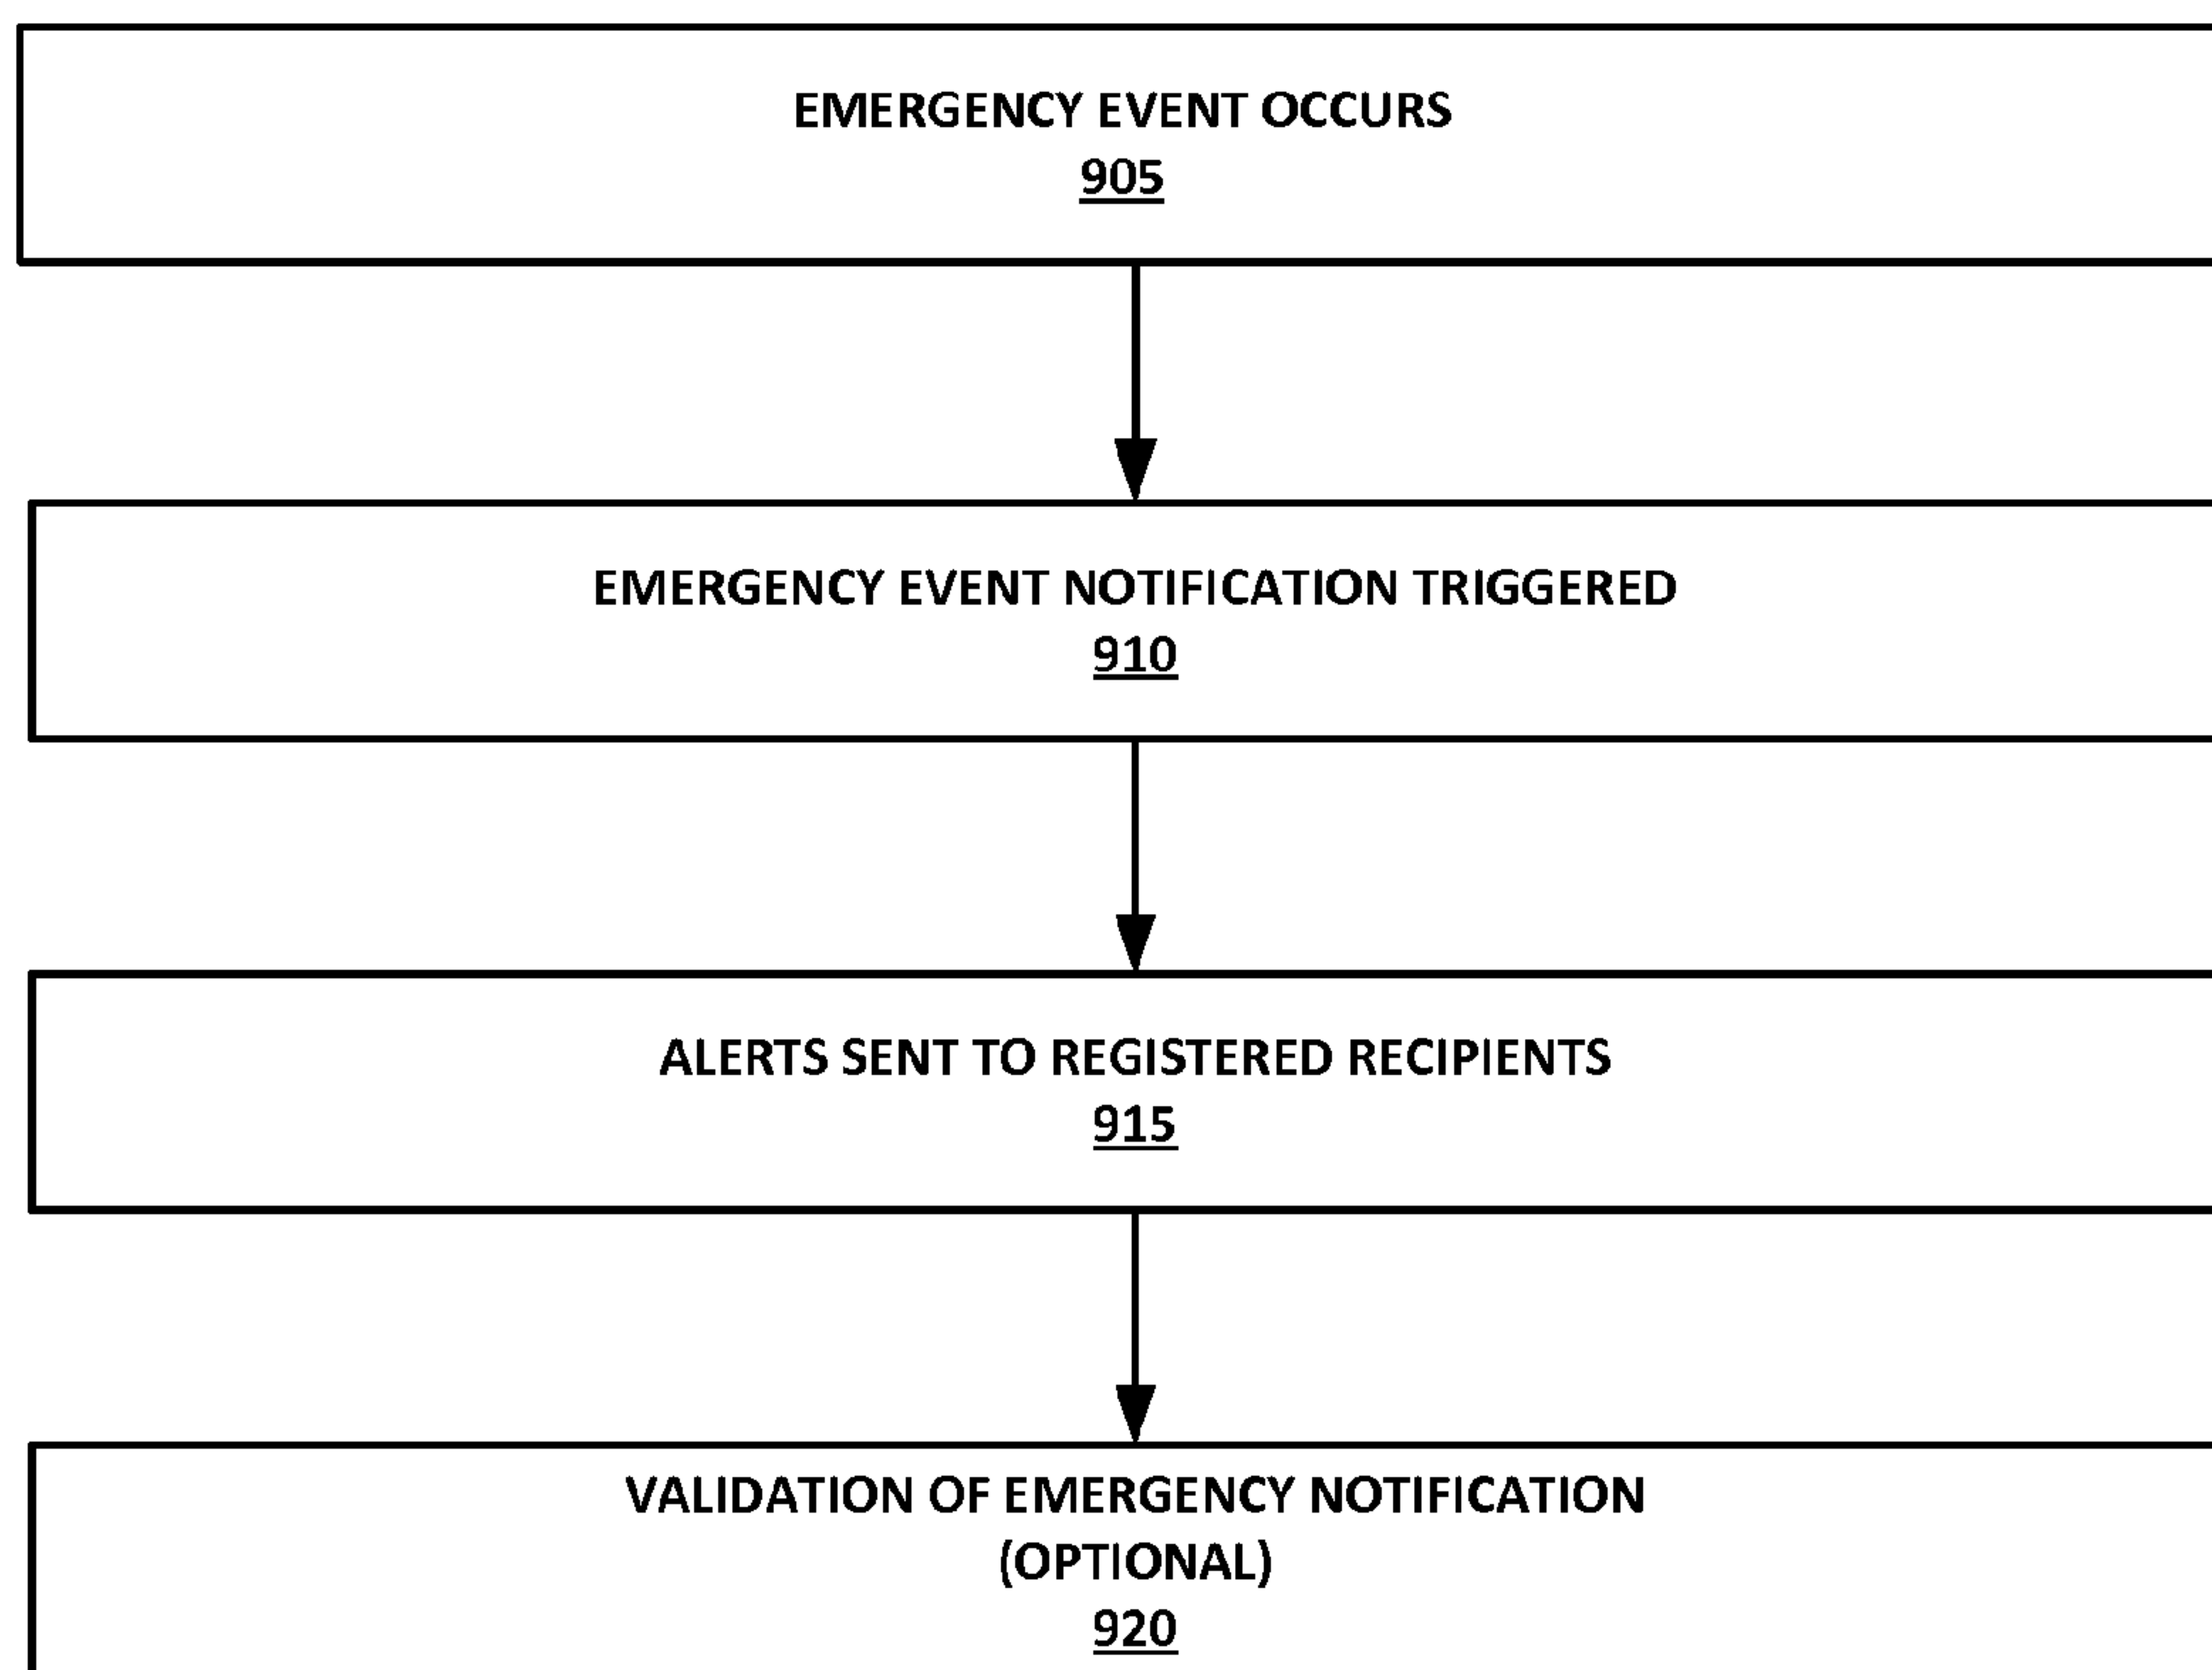 EMERGENCY EVENT OCCURS
905
EMERGENCY EVENT NOTIFICATION TRIGGERED
910
ALERTS SENT TO REGISTERED RECIPIENTS
915
VALIDATION OF EMERGENCY NOTIFICATION
(OPTIONAL)
920